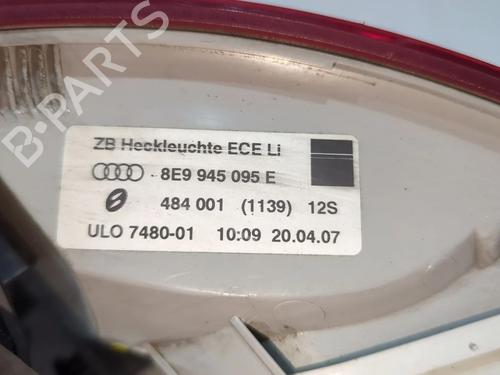 B-PARTS
ZB Heckleuchte ECE Li
8E9 945 095 E
484 001 (1139) 12S
ULO 7480-01 10:09 20.04.07